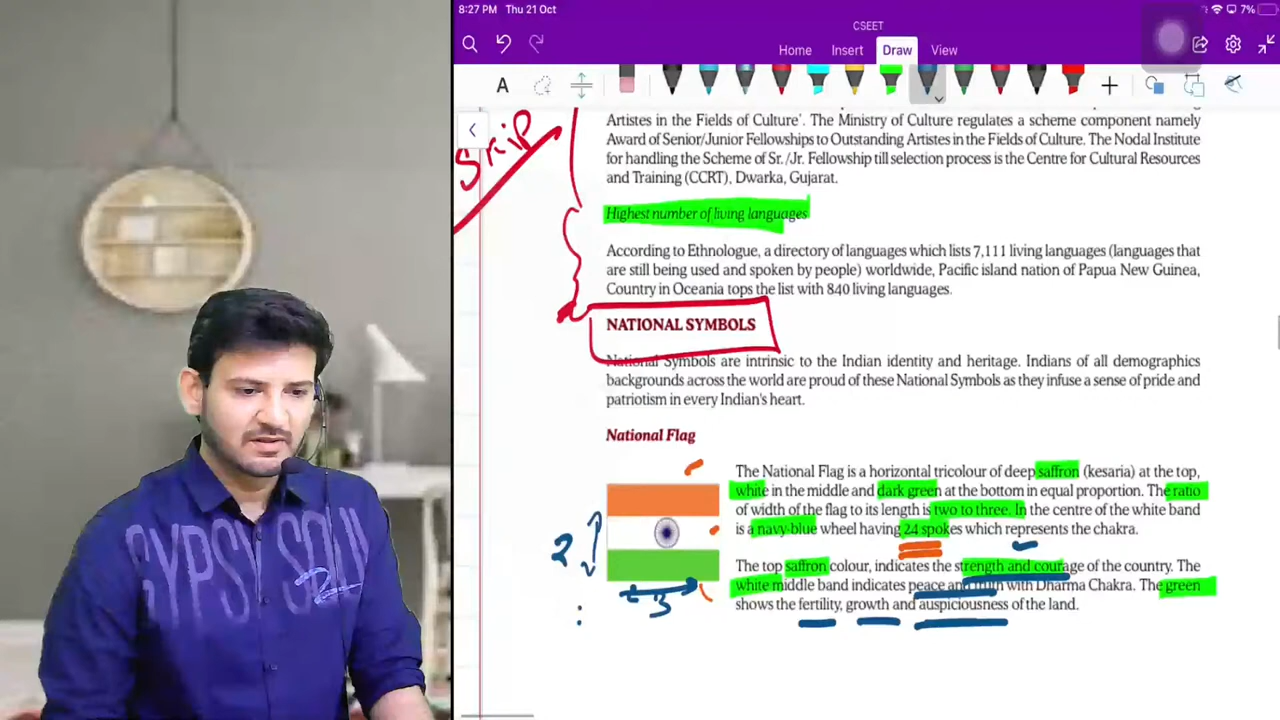 8:27 PM Thu 21 Oct
7%
CSEET
Home Insert Draw View
A
Skip
Artistes in the Fields of Culture'. The Ministry of Culture regulates a scheme component namely
Award of Senior/Junior Fellowships to Outstanding Artistes in the Fields of Culture. The Nodal Institute
for handling the Scheme of Sr./Jr. Fellowship till selection process is the Centre for Cultural Resources
and Training (CCRT), Dwarka, Gujarat.
Highest number of living languages
According to Ethnologue, a directory of languages which lists 7,111 living languages (languages that
are still being used and spoken by people) worldwide, Pacific island nation of Papua New Guinea,
Country in Oceania tops the list with 840 living languages.
NATIONAL SYMBOLS
National Symbols are intrinsic to the Indian identity and heritage. Indians of all demographics
backgrounds across the world are proud of these National Symbols as they infuse a sense of pride and
patriotism in every Indian's heart.
National Flag
The National Flag is a horizontal tricolour of deep saffron (kesaria) at the top,
white in the middle and dark green at the bottom in equal proportion. The ratio
of width of the flag to its length is two to three. In the centre of the white band
is a navy-blue wheel having 24 spokes which represents the chakra.
The top saffron colour, indicates the strength and courage of the country. The
white middle band indicates peace and truth with Dharma Chakra. The green
shows the fertility, growth and auspiciousness of the land.
2
3
:
GYPSY SOUL